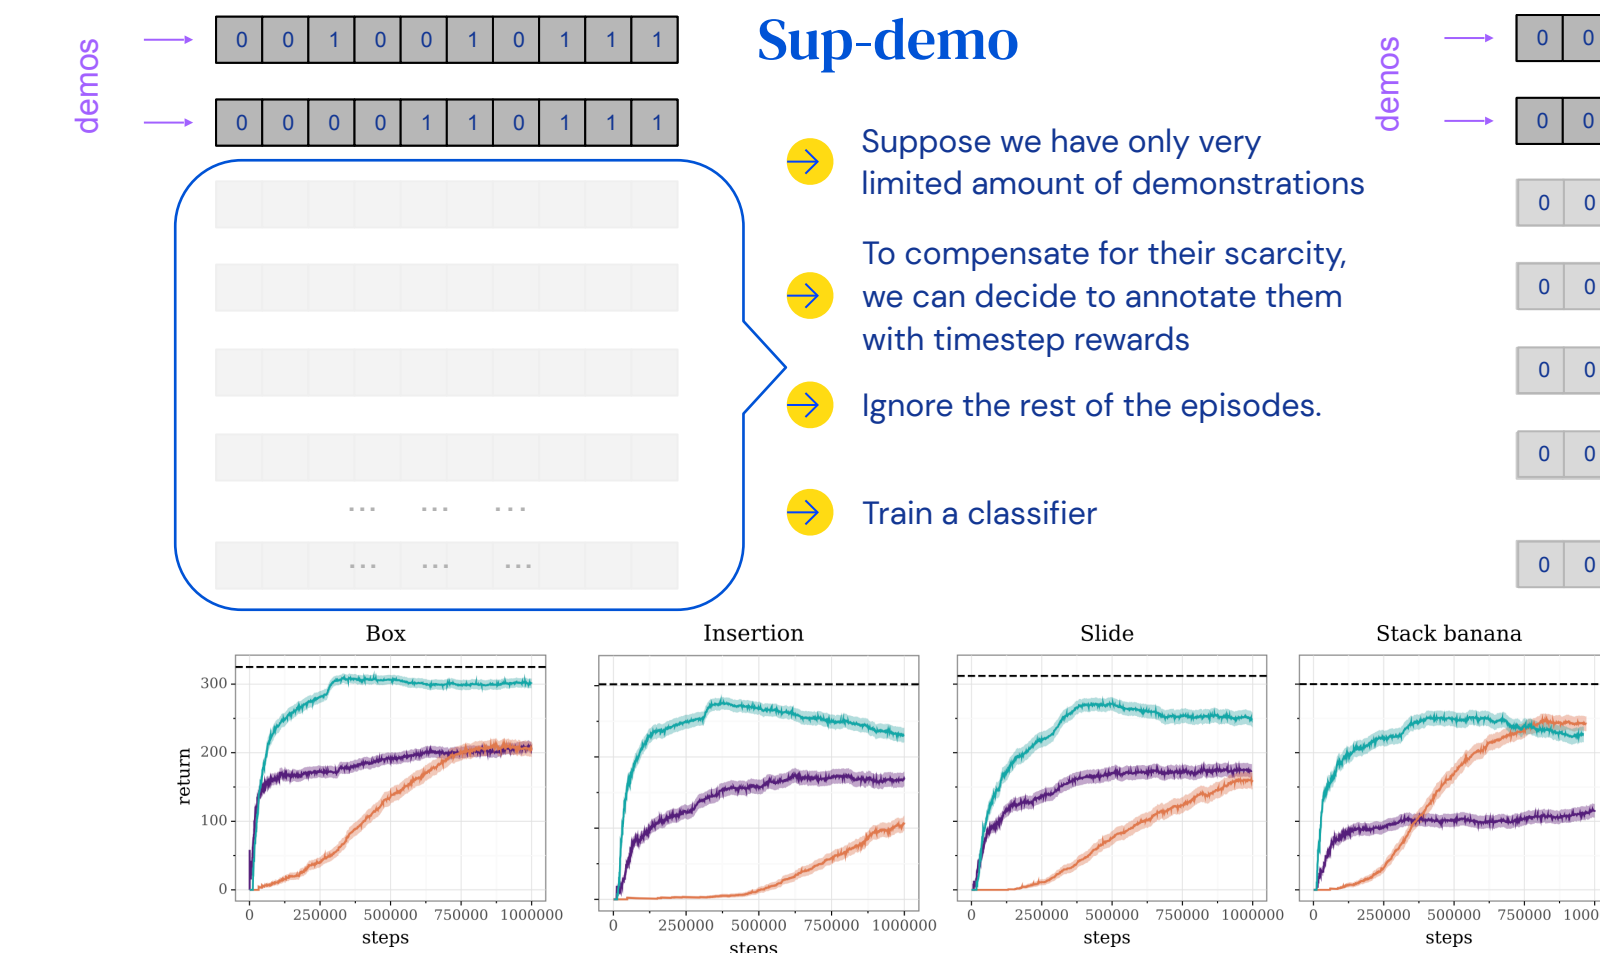 demos
0 0 1 0 0 1 0 1 1 1
0 0 0 0 1 1 0 1 1 1
... ... ...
... ... ...
Sup-demo
Suppose we have only very
limited amount of demonstrations
To compensate for their scarcity,
we can decide to annotate them
with timestep rewards
Ignore the rest of the episodes.
Train a classifier
demos
0 0
0 0
0 0
0 0
0 0
0 0
0 0
Box
return
300
200
100
0
0 250000 500000 750000 1000000
steps
Insertion
0 250000 500000 750000 1000000
steps
Slide
0 250000 500000 750000 1000000
steps
Stack banana
0 250000 500000 750000 1000
steps